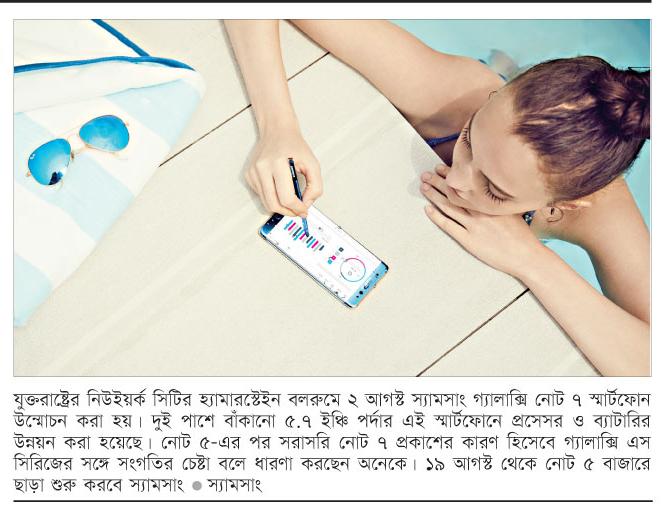 যুক্তরাষ্ট্রের নিউইয়র্ক সিটির হ্যামারস্টেইন বলরুমে ২ আগস্ট স্যামসাং গ্যালাক্সি নোট ৭ স্মার্টফোন
উন্মোচন করা হয়। দুই পাশে বাঁকানো ৫.৭ ইঞ্চি পর্দার এই স্মার্টফোনে প্রসেসর ও ব্যাটারির
উন্নয়ন করা হয়েছে। নোট ৫-এর পর সরাসরি নোট ৭ প্রকাশের কারণ হিসেবে গ্যালাক্সি এস
সিরিজের সঙ্গে সংগতির চেষ্টা বলে ধারণা করছেন অনেকে। ১৯ আগস্ট থেকে নোট ৫ বাজারে
ছাড়া শুরু করবে স্যামসাং ● স্যামসাং